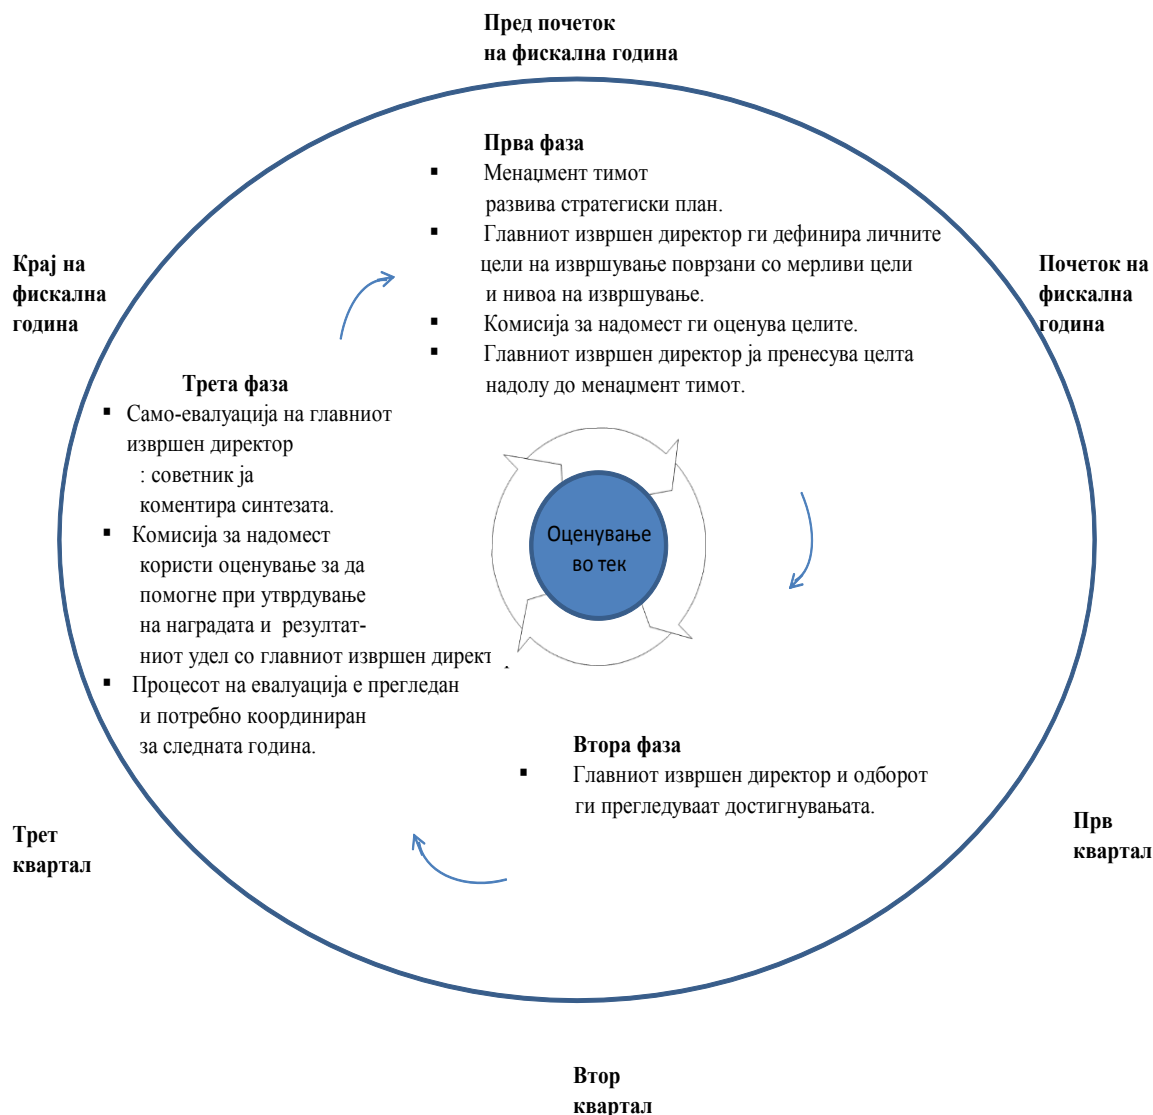 Пред почеток
на фискална година
Прва фаза
▪ Менаџмент тимот
развива стратегиски план.
▪ Главниот извршен директор ги дефинира личните
цели на извршување поврзани со мерливи цели
и нивоа на извршување.
▪ Комисија за надомест ги оценува целите.
▪ Главниот извршен директор ја пренесува целта
надолу до менаџмент тимот.
Почеток на
фискална
година
Крај на
фискална
година
Трета фаза
▪ Само-евалуација на главниот
извршен директор
: советник ја
коментира синтезата.
▪ Комисија за надомест
користи оценување за да
помогне при утврдување
на наградата и резултат-
ниот удел со главниот извршен
▪ Процесот на евалуација е прегледан
и потребно координиран
за следната година.
Оценување
во тек
Втора фаза
▪ Главниот извршен директор и одборот
ги прегледуваат достигнувањата.
Прв
квартал
Трет
квартал
Втор
квартал